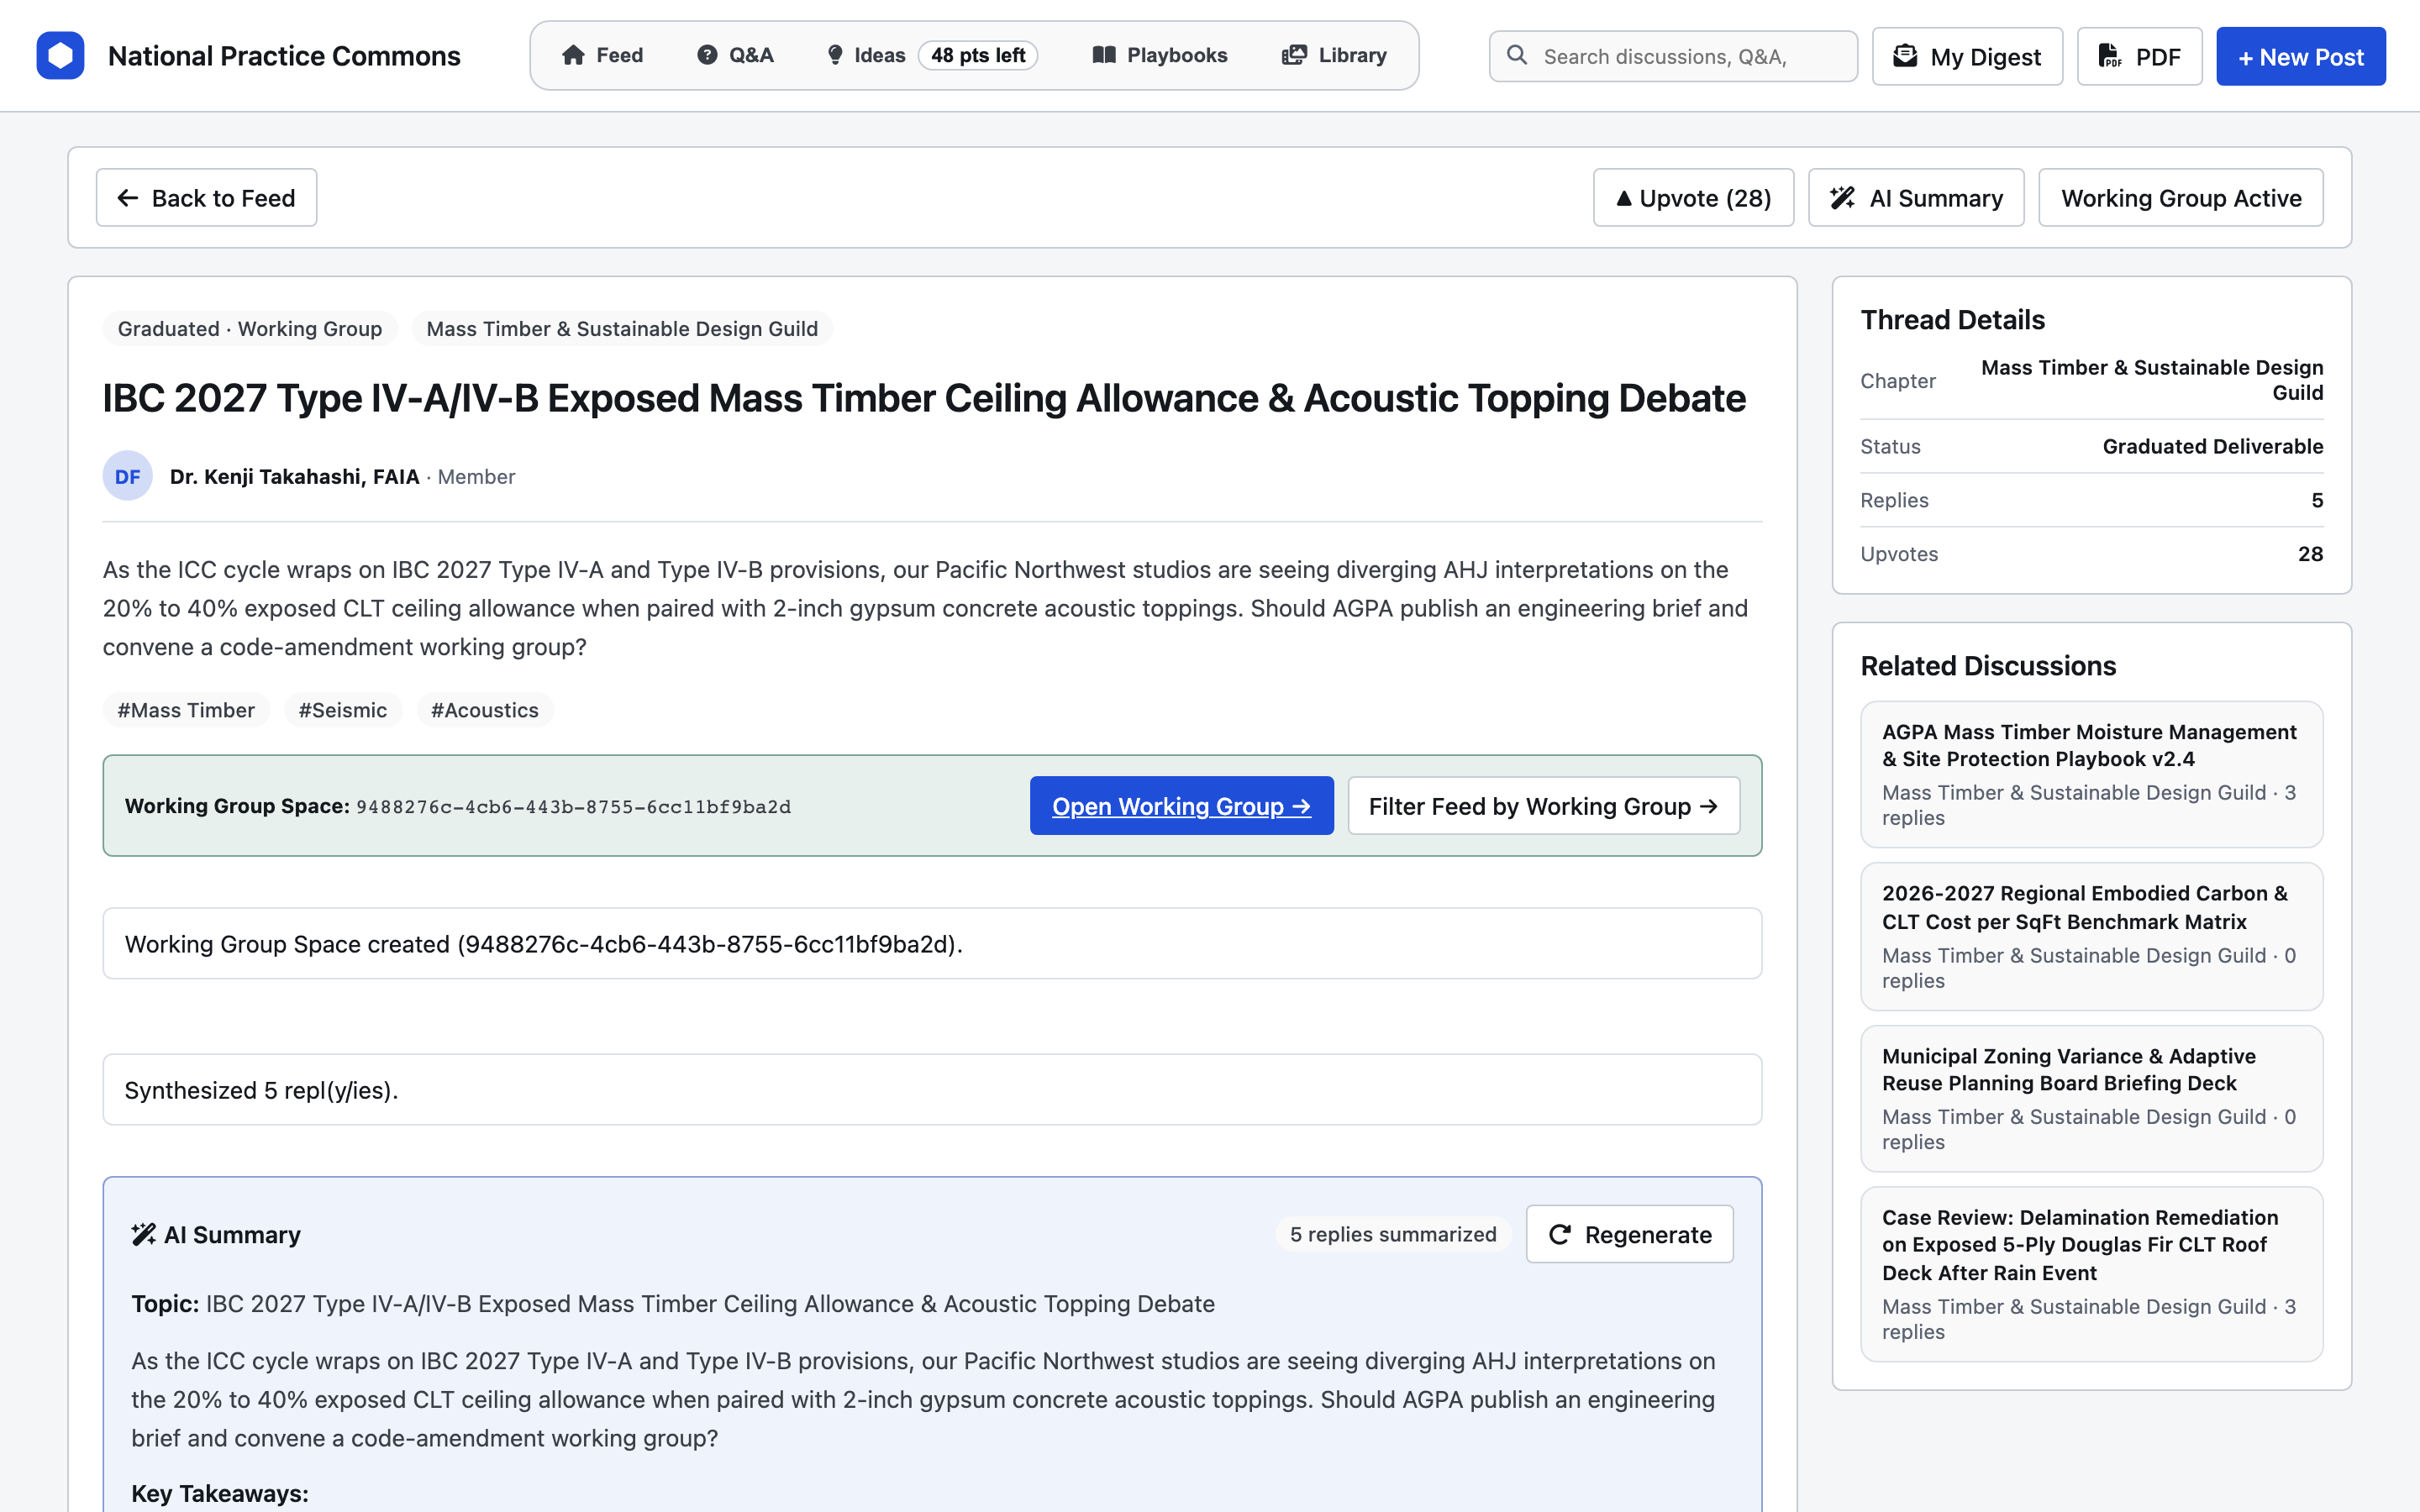 National Practice Commons
Feed
Q&A
Ideas
48 pts left
Playbooks
Library
Search discussions, Q&A,
My Digest
PDF
PDF
+ New Post
Back to Feed
Upvote (28)
AI Summary
Working Group Active
Graduated · Working Group
Mass Timber & Sustainable Design Guild
IBC 2027 Type IV-A/IV-B Exposed Mass Timber Ceiling Allowance & Acoustic Topping Debate
DF
Dr. Kenji Takahashi, FAIA · Member
As the ICC cycle wraps on IBC 2027 Type IV-A and Type IV-B provisions, our Pacific Northwest studios are seeing diverging AHJ interpretations on the
20% to 40% exposed CLT ceiling allowance when paired with 2-inch gypsum concrete acoustic toppings. Should AGPA publish an engineering brief and
convene a code-amendment working group?
#Mass Timber
#Seismic
#Acoustics
Working Group Space: 9488276c-4cb6-443b-8755-6cc11bf9ba2d
Open Working Group →
Filter Feed by Working Group →
Working Group Space created (9488276c-4cb6-443b-8755-6cc11bf9ba2d).
Synthesized 5 repl(y/ies).
AI Summary
5 replies summarized
Regenerate
Topic: IBC 2027 Type IV-A/IV-B Exposed Mass Timber Ceiling Allowance & Acoustic Topping Debate
As the ICC cycle wraps on IBC 2027 Type IV-A and Type IV-B provisions, our Pacific Northwest studios are seeing diverging AHJ interpretations on
the 20% to 40% exposed CLT ceiling allowance when paired with 2-inch gypsum concrete acoustic toppings. Should AGPA publish an engineering
brief and convene a code-amendment working group?
Key Takeaways:
Thread Details
Chapter
Mass Timber & Sustainable Design
Guild
Status
Graduated Deliverable
Replies
5
Upvotes
28
Related Discussions
AGPA Mass Timber Moisture Management
& Site Protection Playbook v2.4
Mass Timber & Sustainable Design Guild · 3
replies
2026-2027 Regional Embodied Carbon &
CLT Cost per SqFt Benchmark Matrix
Mass Timber & Sustainable Design Guild · 0
replies
Municipal Zoning Variance & Adaptive
Reuse Planning Board Briefing Deck
Mass Timber & Sustainable Design Guild · 0
replies
Case Review: Delamination Remediation
on Exposed 5-Ply Douglas Fir CLT Roof
Deck After Rain Event
Mass Timber & Sustainable Design Guild · 3
replies